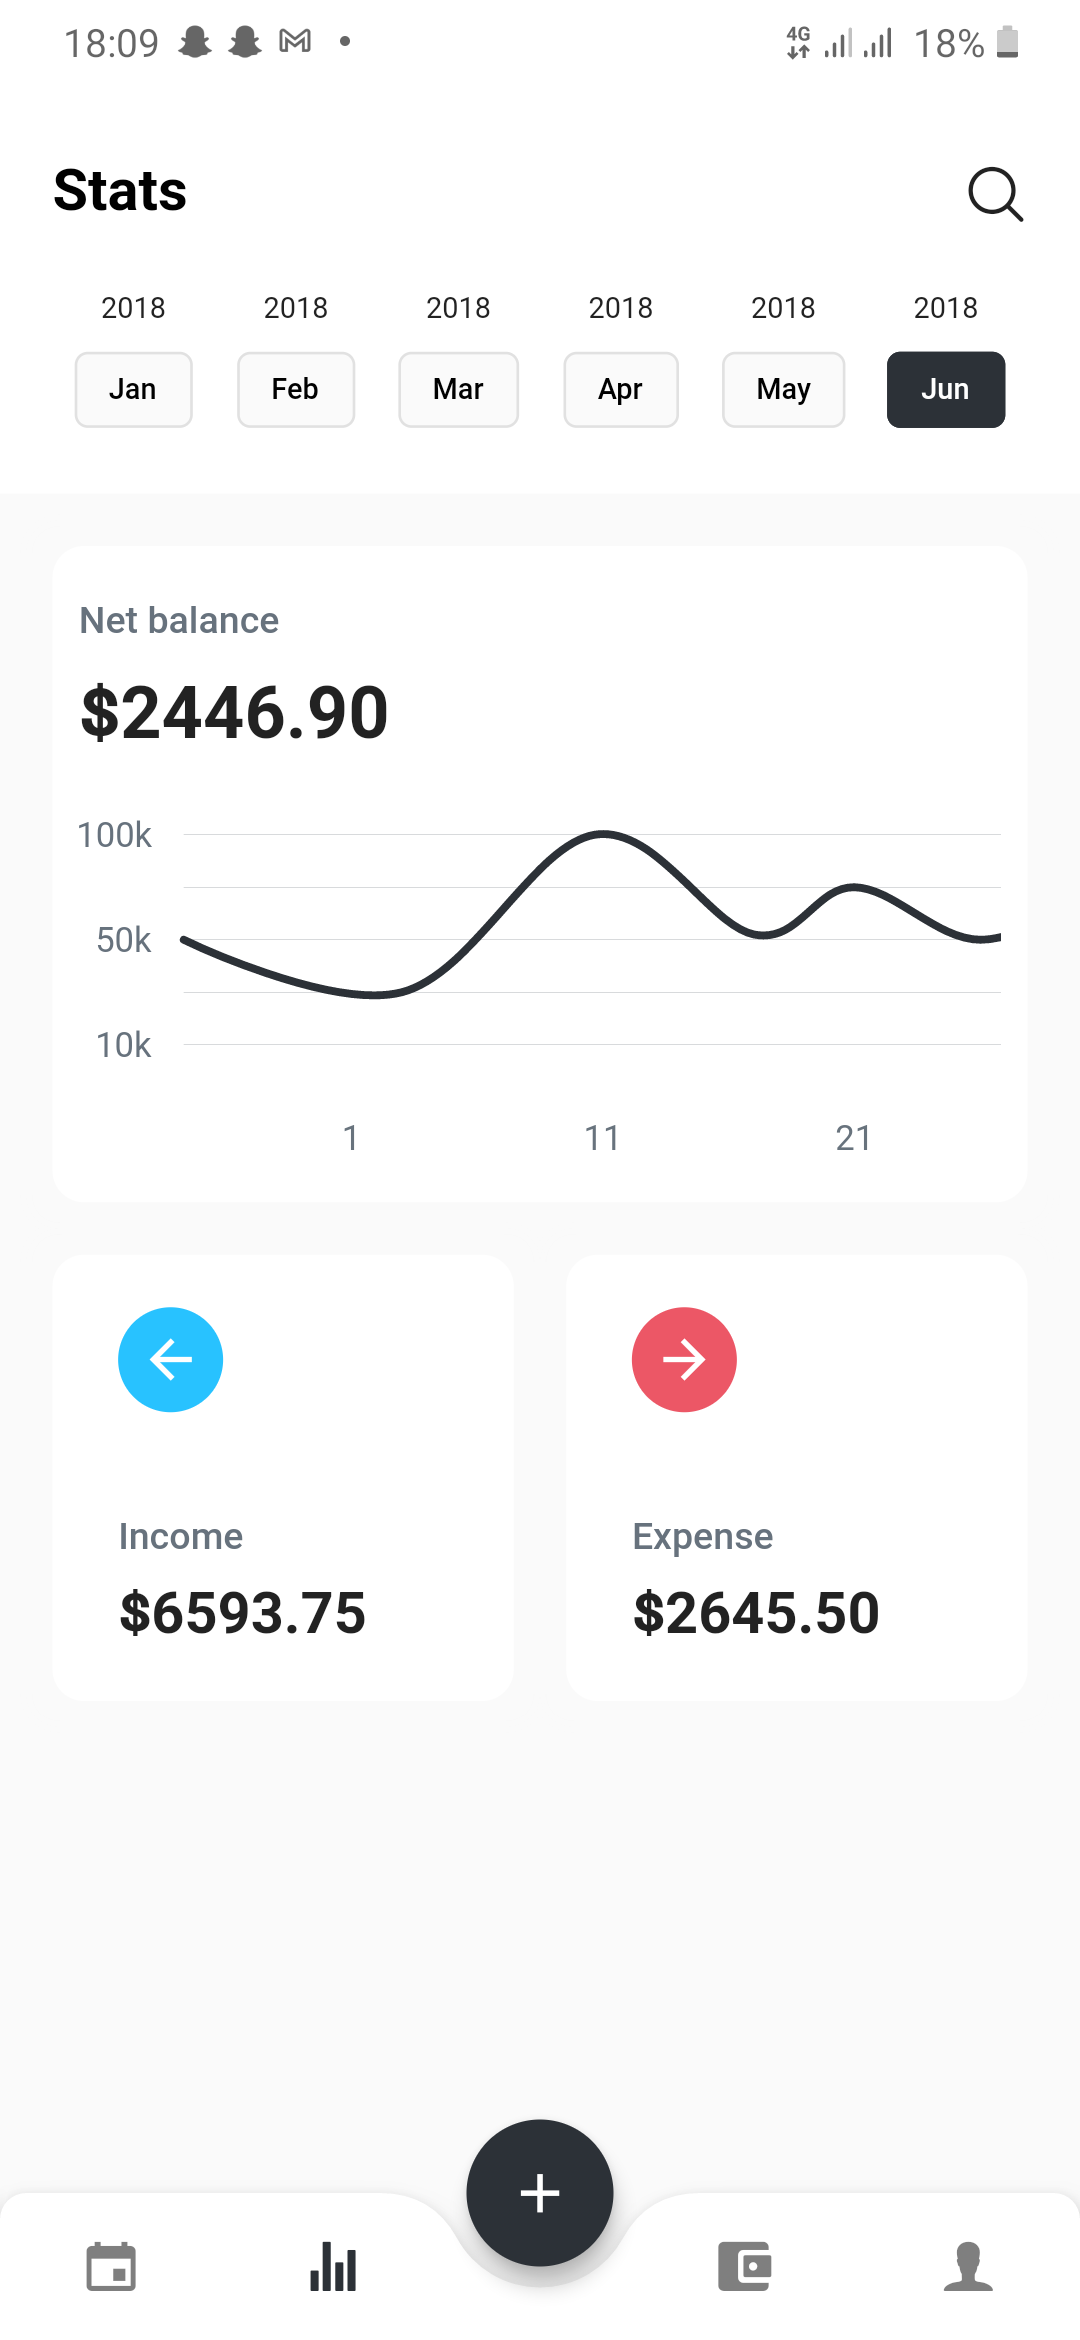 18:09 4G 18%
Stats
2018 2018 2018 2018 2018 2018
Jan Feb Mar Apr May Jun
Net balance
$2446.90
100k
50k
10k
1 11 21
Income Expense
$6593.75 $2645.50